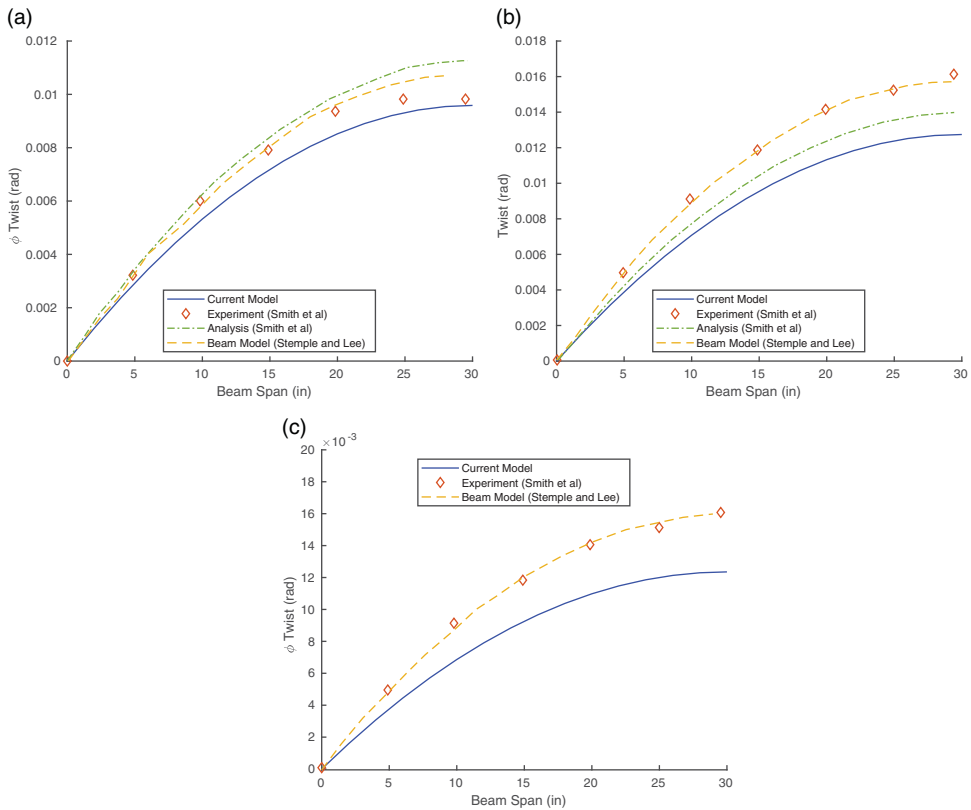 (a)
0.012
0.01
0.008
0.006
0.004
0.002
0
ϕ Twist (rad)
0
5
10
15
20
25
30
Beam Span (in)
Current Model
Experiment (Smith et al)
Analysis (Smith et al)
Beam Model (Stemple and Lee)
(b)
0.018
0.016
0.014
0.012
0.01
0.008
0.006
0.004
0.002
0
Twist (rad)
0
5
10
15
20
25
30
Beam Span (in)
Current Model
Experiment (Smith et al)
Analysis (Smith et al)
Beam Model (Stemple and Lee)
(c)
×10⁻³
20
18
16
14
12
10
8
6
4
2
0
ϕ Twist (rad)
0
5
10
15
20
25
30
Beam Span (in)
Current Model
Experiment (Smith et al)
Beam Model (Stemple and Lee)